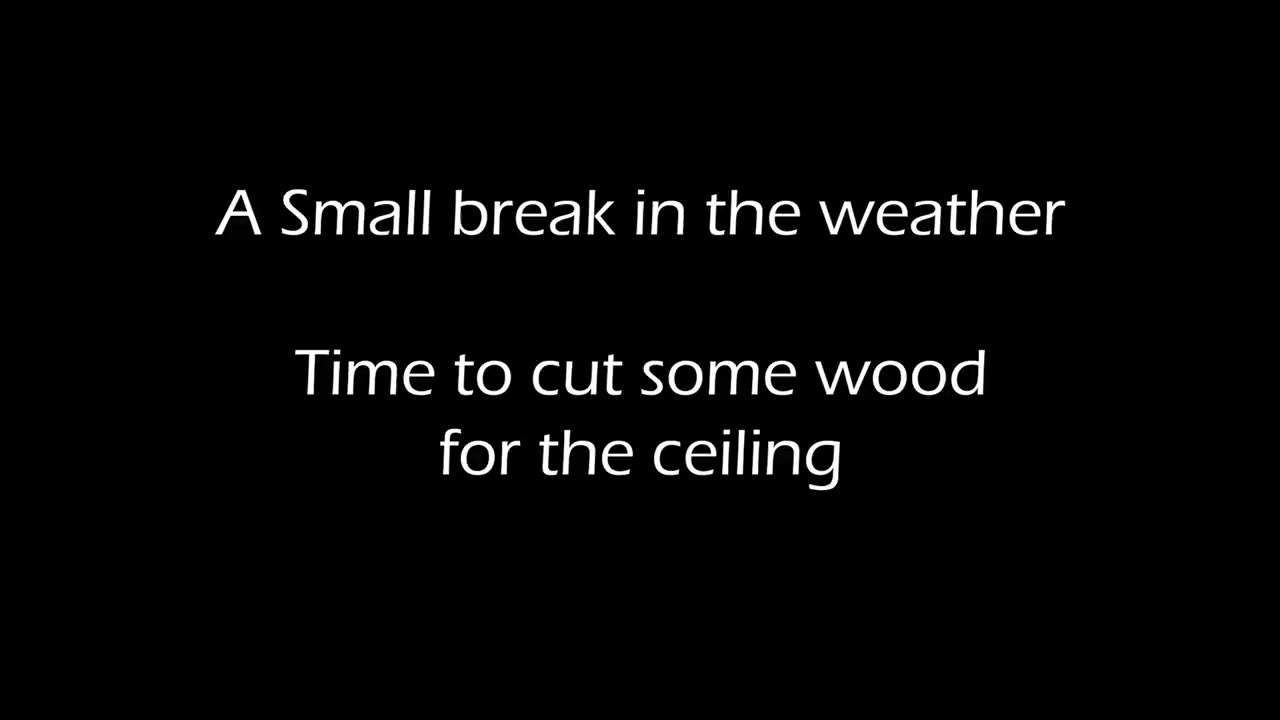 A Small break in the weather
Time to cut some wood
for the ceiling